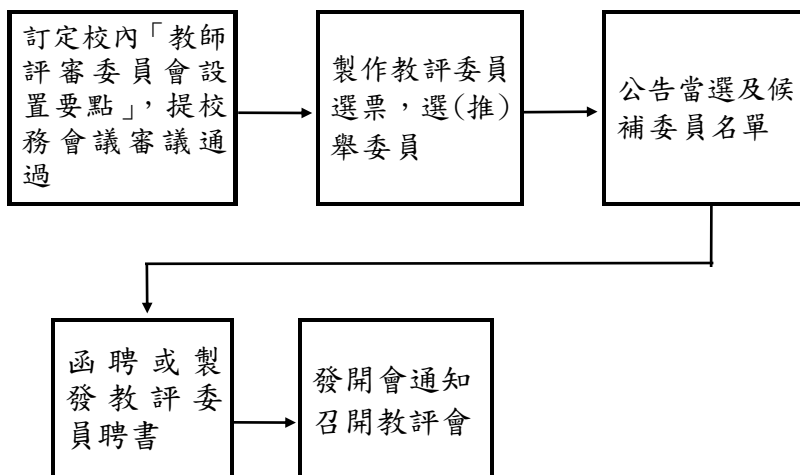 訂定校內「教師
評審委員會設
置要點」，提校
務會議審議通
過
製作教評委員
選票，選(推)
舉委員
公告當選及候
補委員名單
函聘或製
發教評委
員聘書
發開會通知
召開教評會